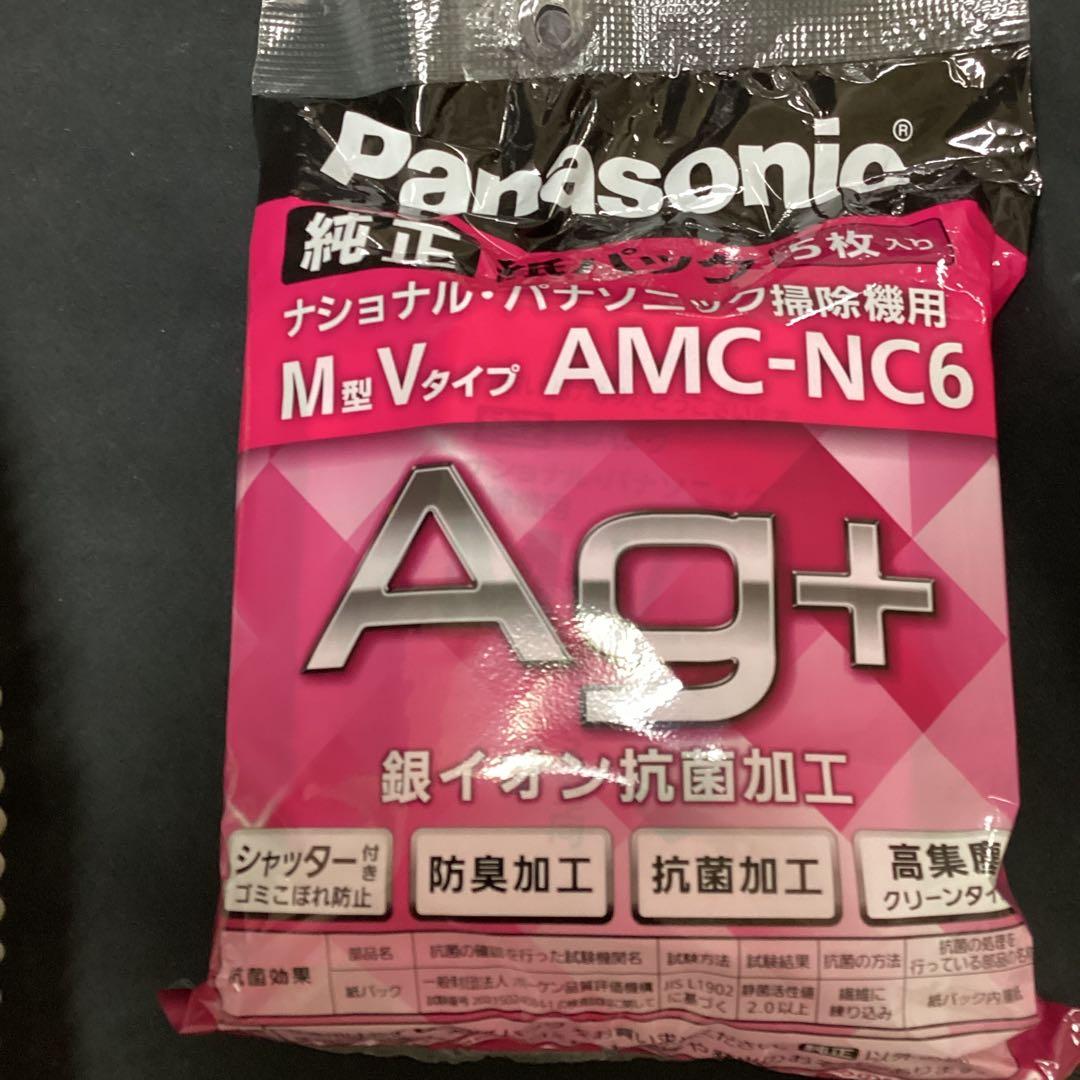 Panasonic®
純正 紙パック 5枚入り
ナショナル・パナソニック掃除機用
M型Vタイプ AMC-NC6
Ag+
銀イオン抗菌加工
シャッター付き
ゴミこぼれ防止
防臭加工
抗菌加工
高集塵
クリーンタイ
抗菌効果
部品名 抗菌の確認を行った試験機関名 試験方法 試験結果 抗菌の方法 抗菌の処理を行っている部品の名称
紙パック 一般財団法人 ボーケン品質評価機構 JIS L1902に基づく 静菌活性値2.0以上 繊維に練り込み 紙パック内